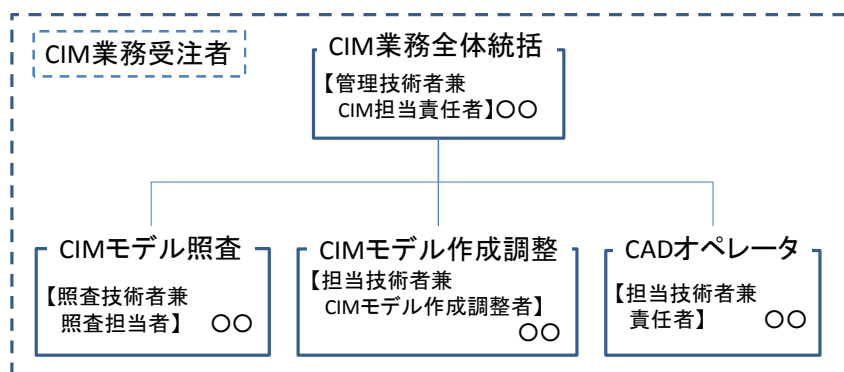 CIM業務受注者
CIM業務全体統括
【管理技術者兼
CIM担当責任者】〇〇
CIMモデル照査
【照査技術者兼
照査担当者】 〇〇
CIMモデル作成調整
【担当技術者兼
CIMモデル作成調整者】
〇〇
CADオペレータ
【担当技術者兼
責任者】 〇〇